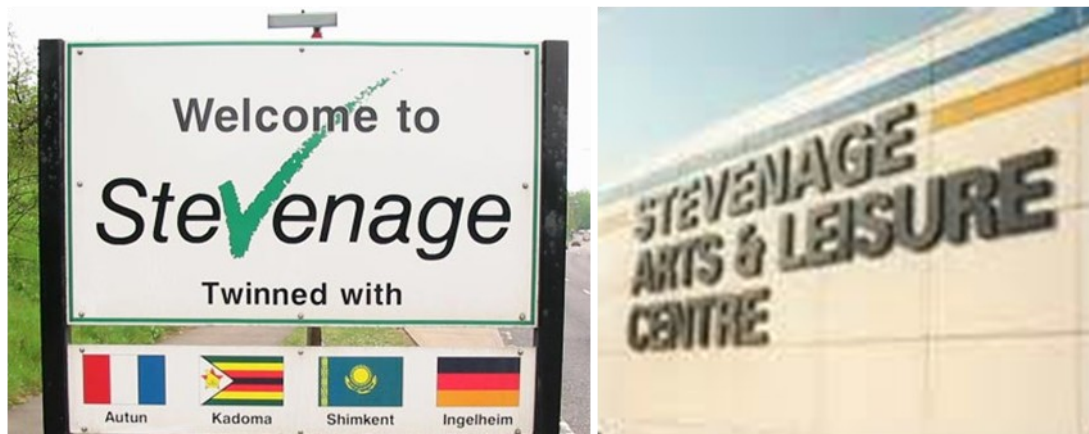 Welcome to
Stevenage
Twinned with
Autun Kadoma Shimkent Ingelheim
STEVENAGE
ARTS & LEISURE
CENTRE